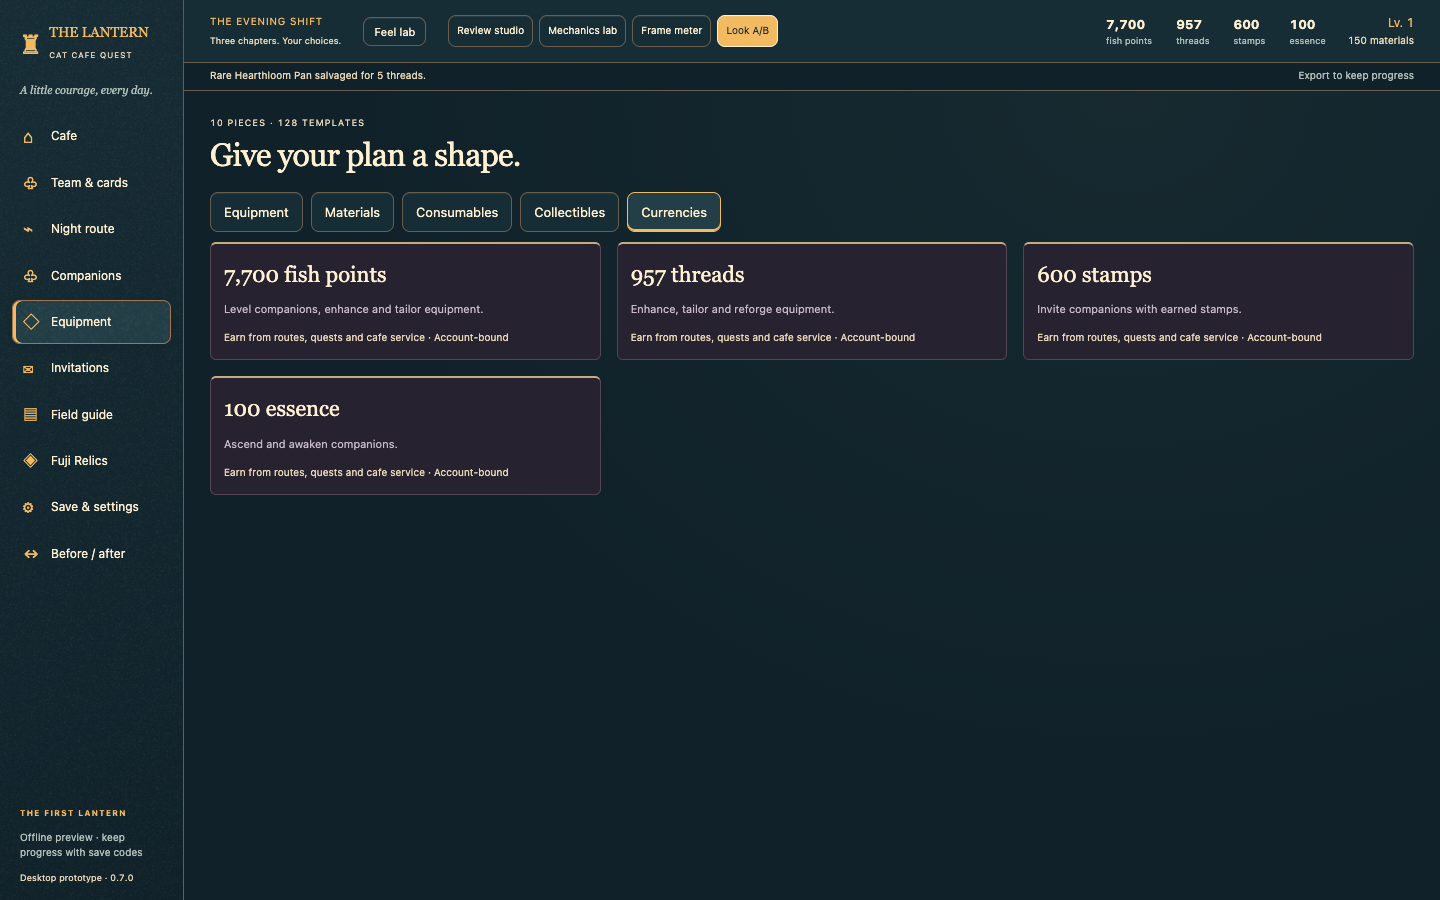 THE LANTERN
CAT CAFE QUEST
A little courage, every day.
Cafe
Team & cards
Night route
Companions
Equipment
Invitations
Field guide
Fuji Relics
Save & settings
Before / after
THE FIRST LANTERN
Offline preview · keep
progress with save codes
Desktop prototype · 0.7.0
THE EVENING SHIFT
Three chapters. Your choices.
Feel lab
Review studio
Mechanics lab
Frame meter
Look A/B
7,700
fish points
957
threads
600
stamps
100
essence
Lv. 1
150 materials
Rare Hearthloom Pan salvaged for 5 threads.
Export to keep progress
10 PIECES · 128 TEMPLATES
Give your plan a shape.
Equipment
Materials
Consumables
Collectibles
Currencies
7,700 fish points
Level companions, enhance and tailor equipment.
Earn from routes, quests and cafe service · Account-bound
957 threads
Enhance, tailor and reforge equipment.
Earn from routes, quests and cafe service · Account-bound
600 stamps
Invite companions with earned stamps.
Earn from routes, quests and cafe service · Account-bound
100 essence
Ascend and awaken companions.
Earn from routes, quests and cafe service · Account-bound